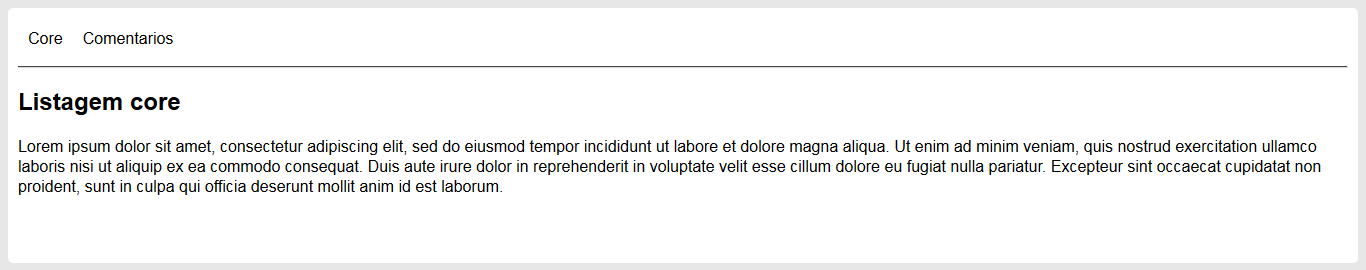 Core Comentarios
Listagem core
Lorem ipsum dolor sit amet, consectetur adipiscing elit, sed do eiusmod tempor incididunt ut labore et dolore magna aliqua. Ut enim ad minim veniam, quis nostrud exercitation ullamco
laboris nisi ut aliquip ex ea commodo consequat. Duis aute irure dolor in reprehenderit in voluptate velit esse cillum dolore eu fugiat nulla pariatur. Excepteur sint occaecat cupidatat non
proident, sunt in culpa qui officia deserunt mollit anim id est laborum.